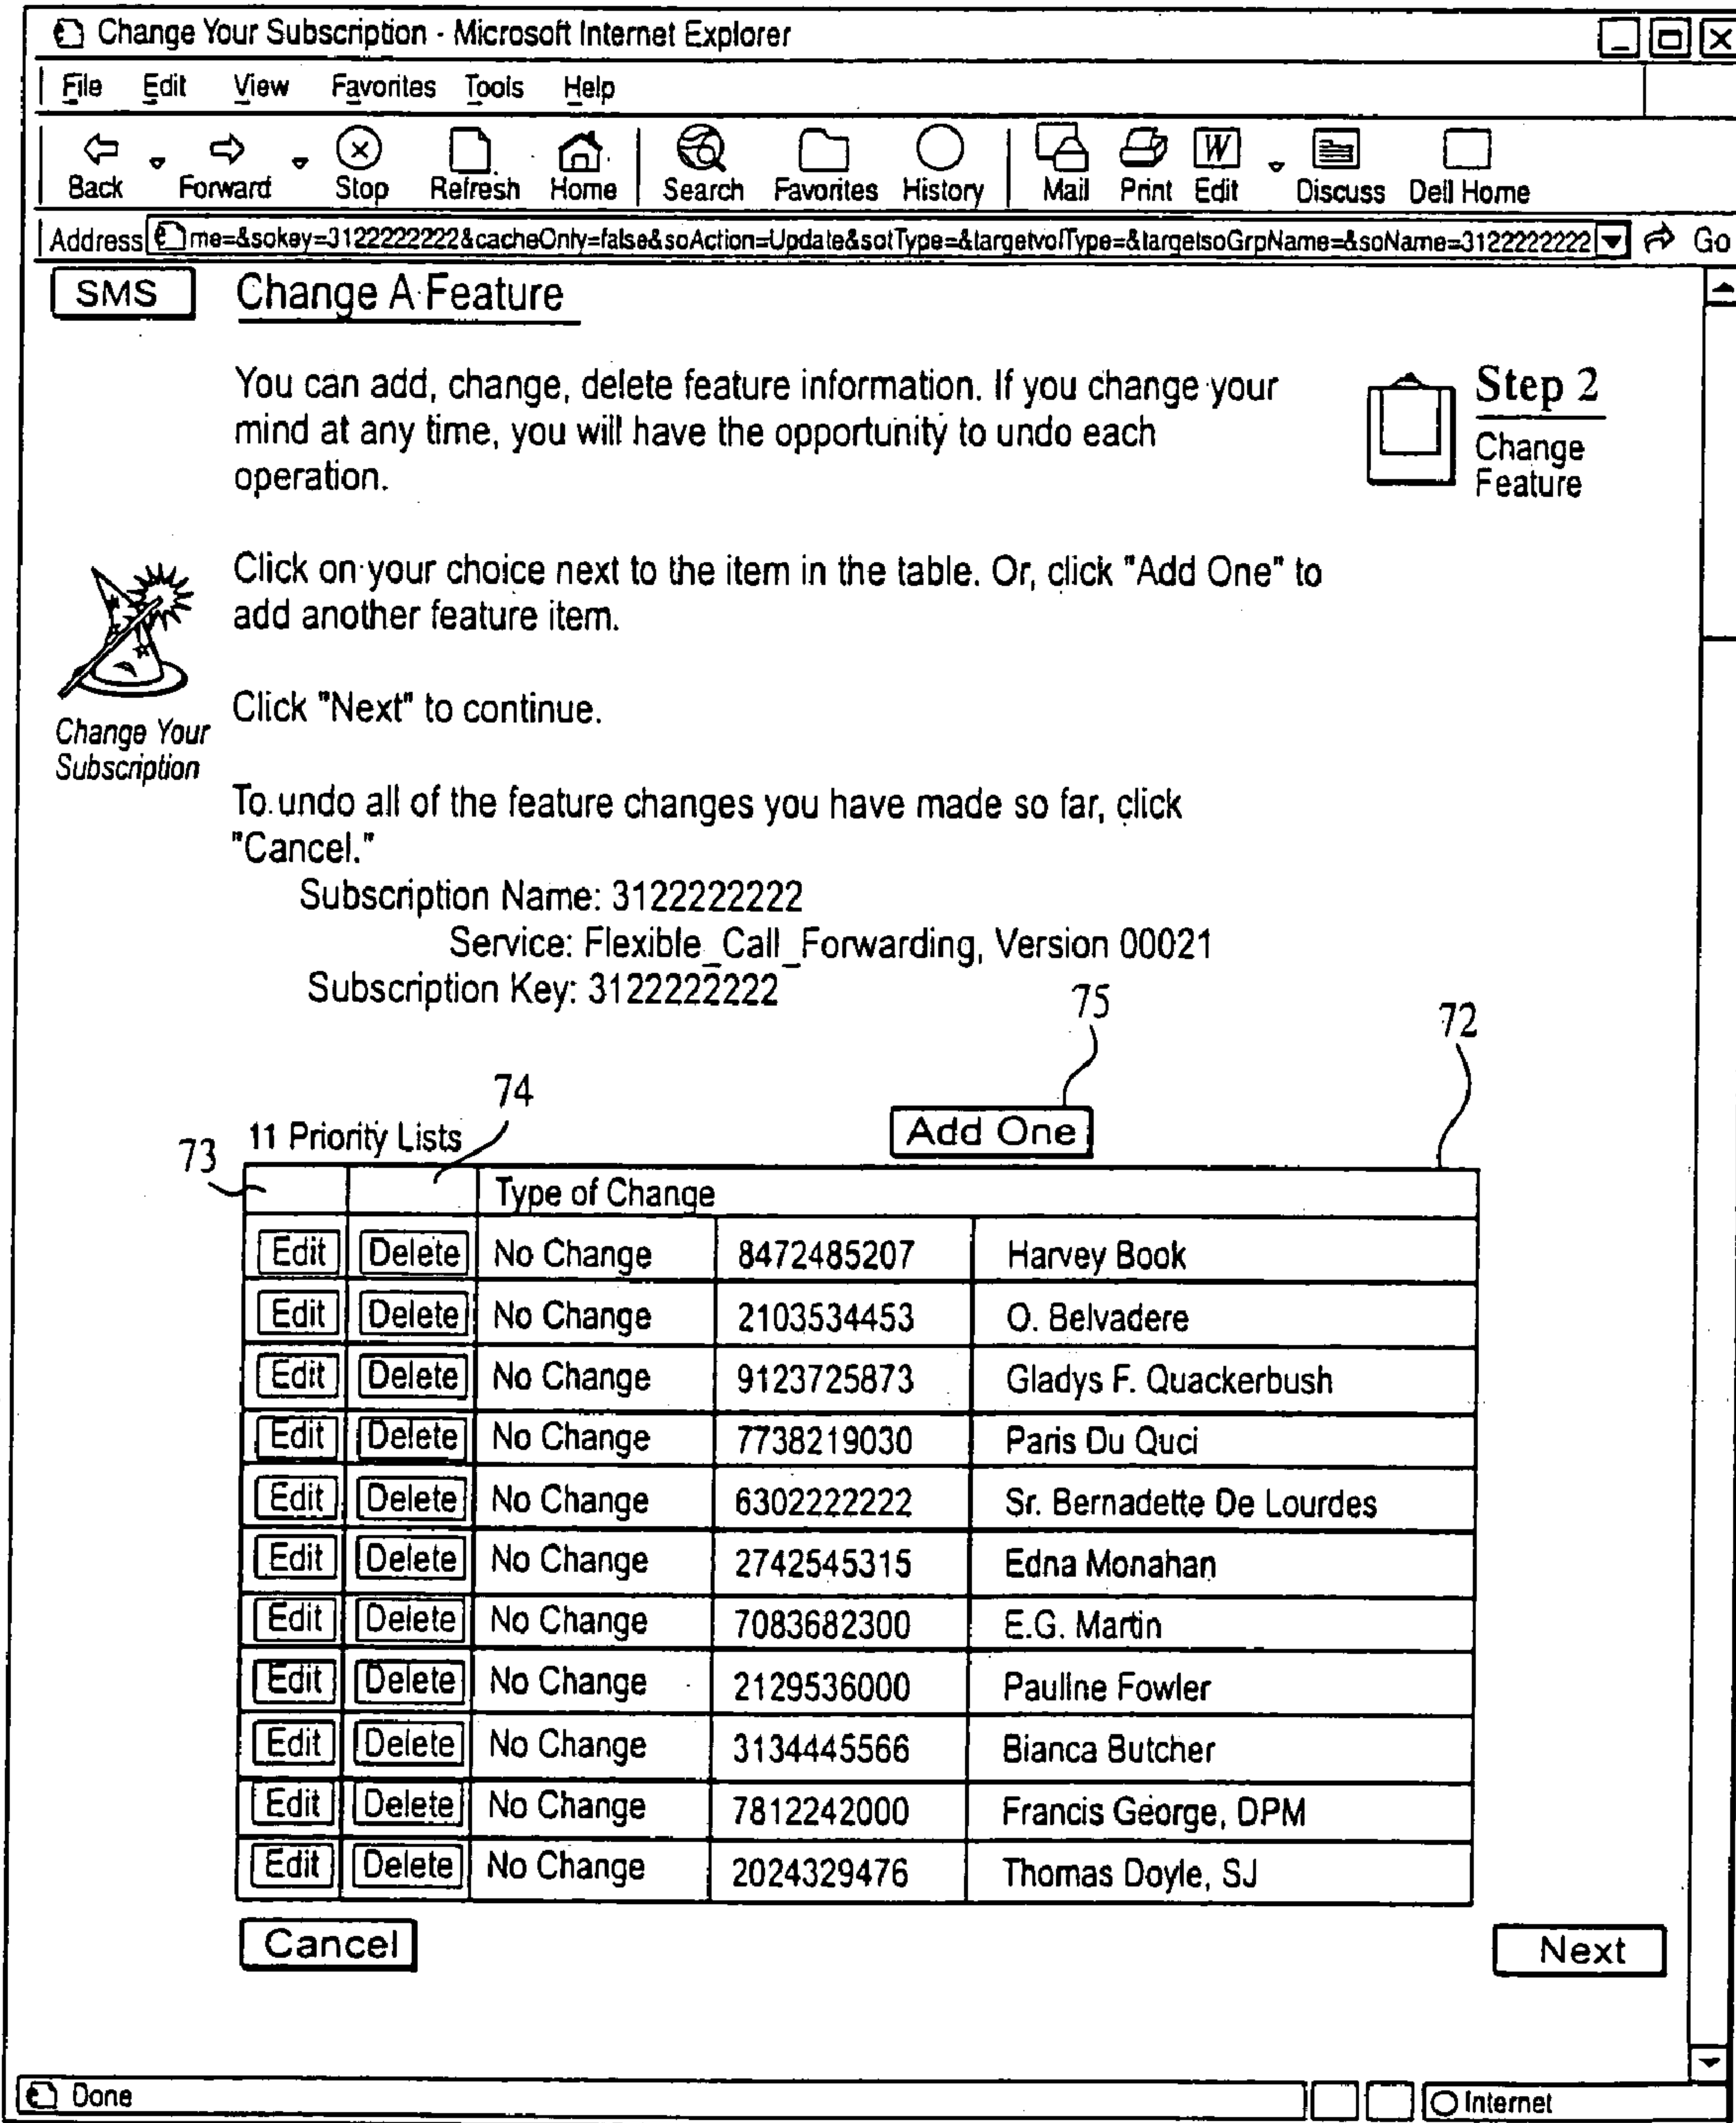 Change Your Subscription - Microsoft Internet Explorer
File Edit View Favorites Tools Help
Back Forward Stop Refresh Home Search Favorites History Mail Print Edit Discuss Dell Home
W
Address me=&sokey=3122222222&cacheOnly=false&soAction=Update&sotType=&targetvolType=&targetsoGrpName=&soName=3122222222 Go
SMS Change A Feature
You can add, change, delete feature information. If you change your
mind at any time, you will have the opportunity to undo each
operation.
Step 2
Change
Feature
Click on your choice next to the item in the table. Or, click "Add One" to
add another feature item.
Click "Next" to continue.
Change Your
Subscription
To undo all of the feature changes you have made so far, click
"Cancel."
Subscription Name: 3122222222
Service: Flexible_Call_Forwarding, Version 00021
Subscription Key: 3122222222
75
72
74
73
11 Priority Lists Add One
Type of Change
Edit Delete No Change 8472485207 Harvey Book
Edit Delete No Change 2103534453 O. Belvadere
Edit Delete No Change 9123725873 Gladys F. Quackerbush
Edit Delete No Change 7738219030 Paris Du Quci
Edit Delete No Change 6302222222 Sr. Bernadette De Lourdes
Edit Delete No Change 2742545315 Edna Monahan
Edit Delete No Change 7083682300 E.G. Martin
Edit Delete No Change 2129536000 Pauline Fowler
Edit Delete No Change 3134445566 Bianca Butcher
Edit Delete No Change 7812242000 Francis George, DPM
Edit Delete No Change 2024329476 Thomas Doyle, SJ
Cancel Next
Done Internet